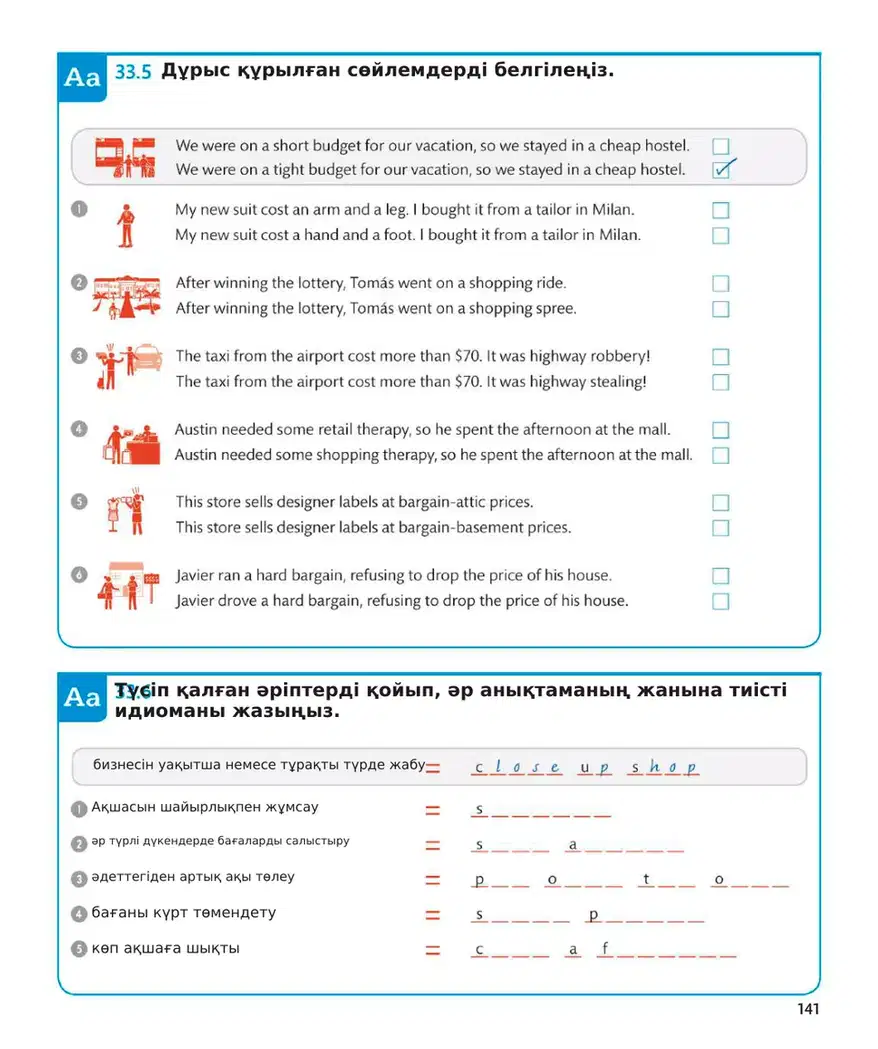 Aa 33.5 Дұрыс құрылған сөйлемдерді белгілеңіз.
We were on a short budget for our vacation, so we stayed in a cheap hostel.
We were on a tight budget for our vacation, so we stayed in a cheap hostel.
1 My new suit cost an arm and a leg. I bought it from a tailor in Milan.
My new suit cost a hand and a foot. I bought it from a tailor in Milan.
2 After winning the lottery, Tomás went on a shopping ride.
After winning the lottery, Tomás went on a shopping spree.
3 The taxi from the airport cost more than $70. It was highway robbery!
The taxi from the airport cost more than $70. It was highway stealing!
4 Austin needed some retail therapy, so he spent the afternoon at the mall.
Austin needed some shopping therapy, so he spent the afternoon at the mall.
5 This store sells designer labels at bargain-attic prices.
This store sells designer labels at bargain-basement prices.
6 Javier ran a hard bargain, refusing to drop the price of his house.
Javier drove a hard bargain, refusing to drop the price of his house.
Aa 33.6 Түсіп қалған әріптерді қойып, әр анықтаманың жанына тиісті
идиоманы жазыңыз.
бизнесін уақытша немесе тұрақты түрде жабу = close up shop
1 Ақшасын шайырлықпен жұмсау = s _ _ _ _ _ _
2 әр түрлі дүкендерде бағаларды салыстыру = s _ _ _ a _ _ _ _ _
3 әдеттегіден артық ақы төлеу = p _ _ o _ _ _ t _ _ o _ _ _
4 бағаны күрт төмендету = s _ _ _ _ p _ _ _ _ _
5 көп ақшаға шықты = c _ _ _ a f _ _ _ _ _ _
141